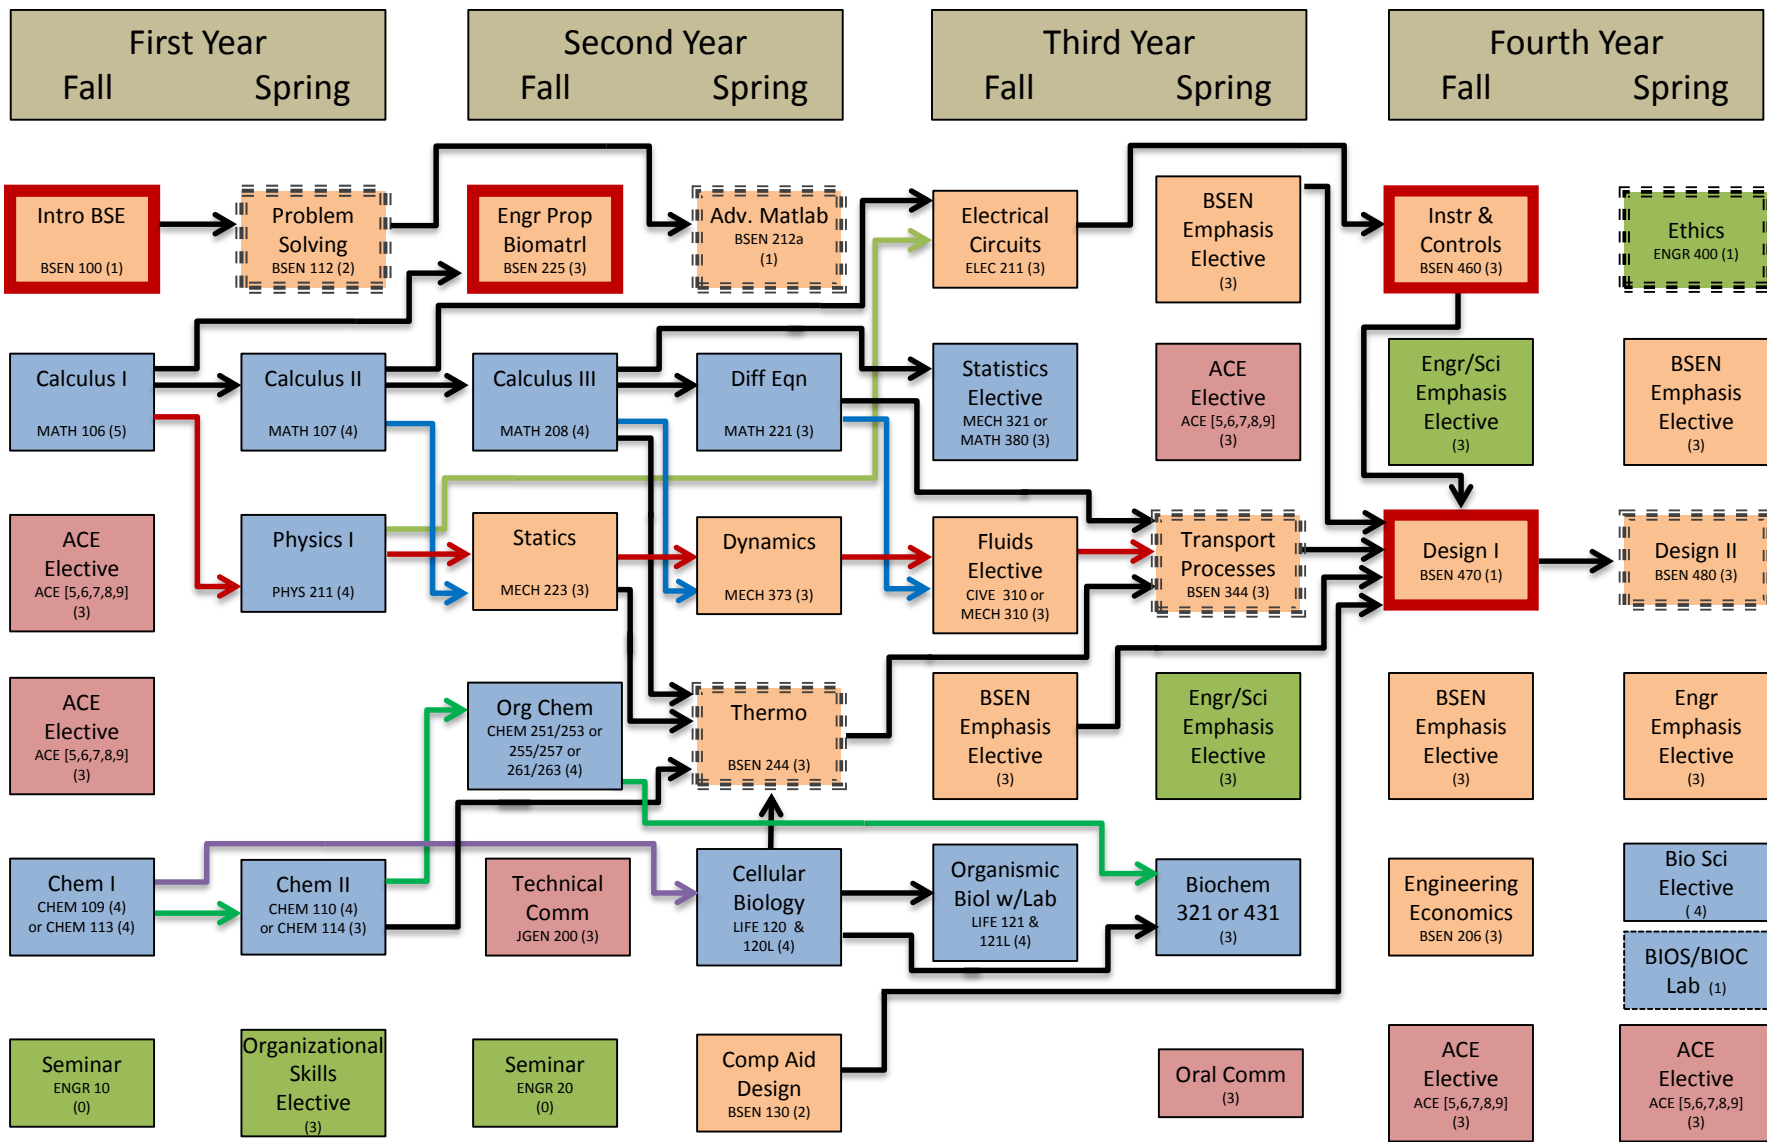 First Year
Fall Spring
Second Year
Fall Spring
Third Year
Fall Spring
Fourth Year
Fall Spring
Intro BSE
BSEN 100 (1)
Problem
Solving
BSEN 112 (2)
Engr Prop
Biomatrl
BSEN 225 (3)
Adv. Matlab
BSEN 212a
(1)
Electrical
Circuits
ELEC 211 (3)
BSEN
Emphasis
Elective
(3)
Instr &
Controls
BSEN 460 (3)
Ethics
ENGR 400 (1)
Calculus I
MATH 106 (5)
Calculus II
MATH 107 (4)
Calculus III
MATH 208 (4)
Diff Eqn
MATH 221 (3)
Statistics
Elective
MECH 321 or
MATH 380 (3)
ACE
Elective
ACE [5,6,7,8,9]
(3)
Engr/Sci
Emphasis
Elective
(3)
BSEN
Emphasis
Elective
(3)
ACE
Elective
ACE [5,6,7,8,9]
(3)
Physics I
PHYS 211 (4)
Statics
MECH 223 (3)
Dynamics
MECH 373 (3)
Fluids
Elective
CIVE 310 or
MECH 310 (3)
Transport
Processes
BSEN 344 (3)
Design I
BSEN 470 (1)
Design II
BSEN 480 (3)
ACE
Elective
ACE [5,6,7,8,9]
(3)
Org Chem
CHEM 251/253 or
255/257 or
261/263 (4)
Thermo
BSEN 244 (3)
BSEN
Emphasis
Elective
(3)
Engr/Sci
Emphasis
Elective
(3)
BSEN
Emphasis
Elective
(3)
Engr
Emphasis
Elective
(3)
Chem I
CHEM 109 (4)
or CHEM 113 (4)
Chem II
CHEM 110 (4)
or CHEM 114 (3)
Technical
Comm
JGEN 200 (3)
Cellular
Biology
LIFE 120 &
120L (4)
Organismic
Biol w/Lab
LIFE 121 &
121L (4)
Biochem
321 or 431
(3)
Engineering
Economics
BSEN 206 (3)
Bio Sci
Elective
( 4)
BIOS/BIOC
Lab (1)
Seminar
ENGR 10
(0)
Organizational
Skills
Elective
(3)
Seminar
ENGR 20
(0)
Comp Aid
Design
BSEN 130 (2)
Oral Comm
(3)
ACE
Elective
ACE [5,6,7,8,9]
(3)
ACE
Elective
ACE [5,6,7,8,9]
(3)